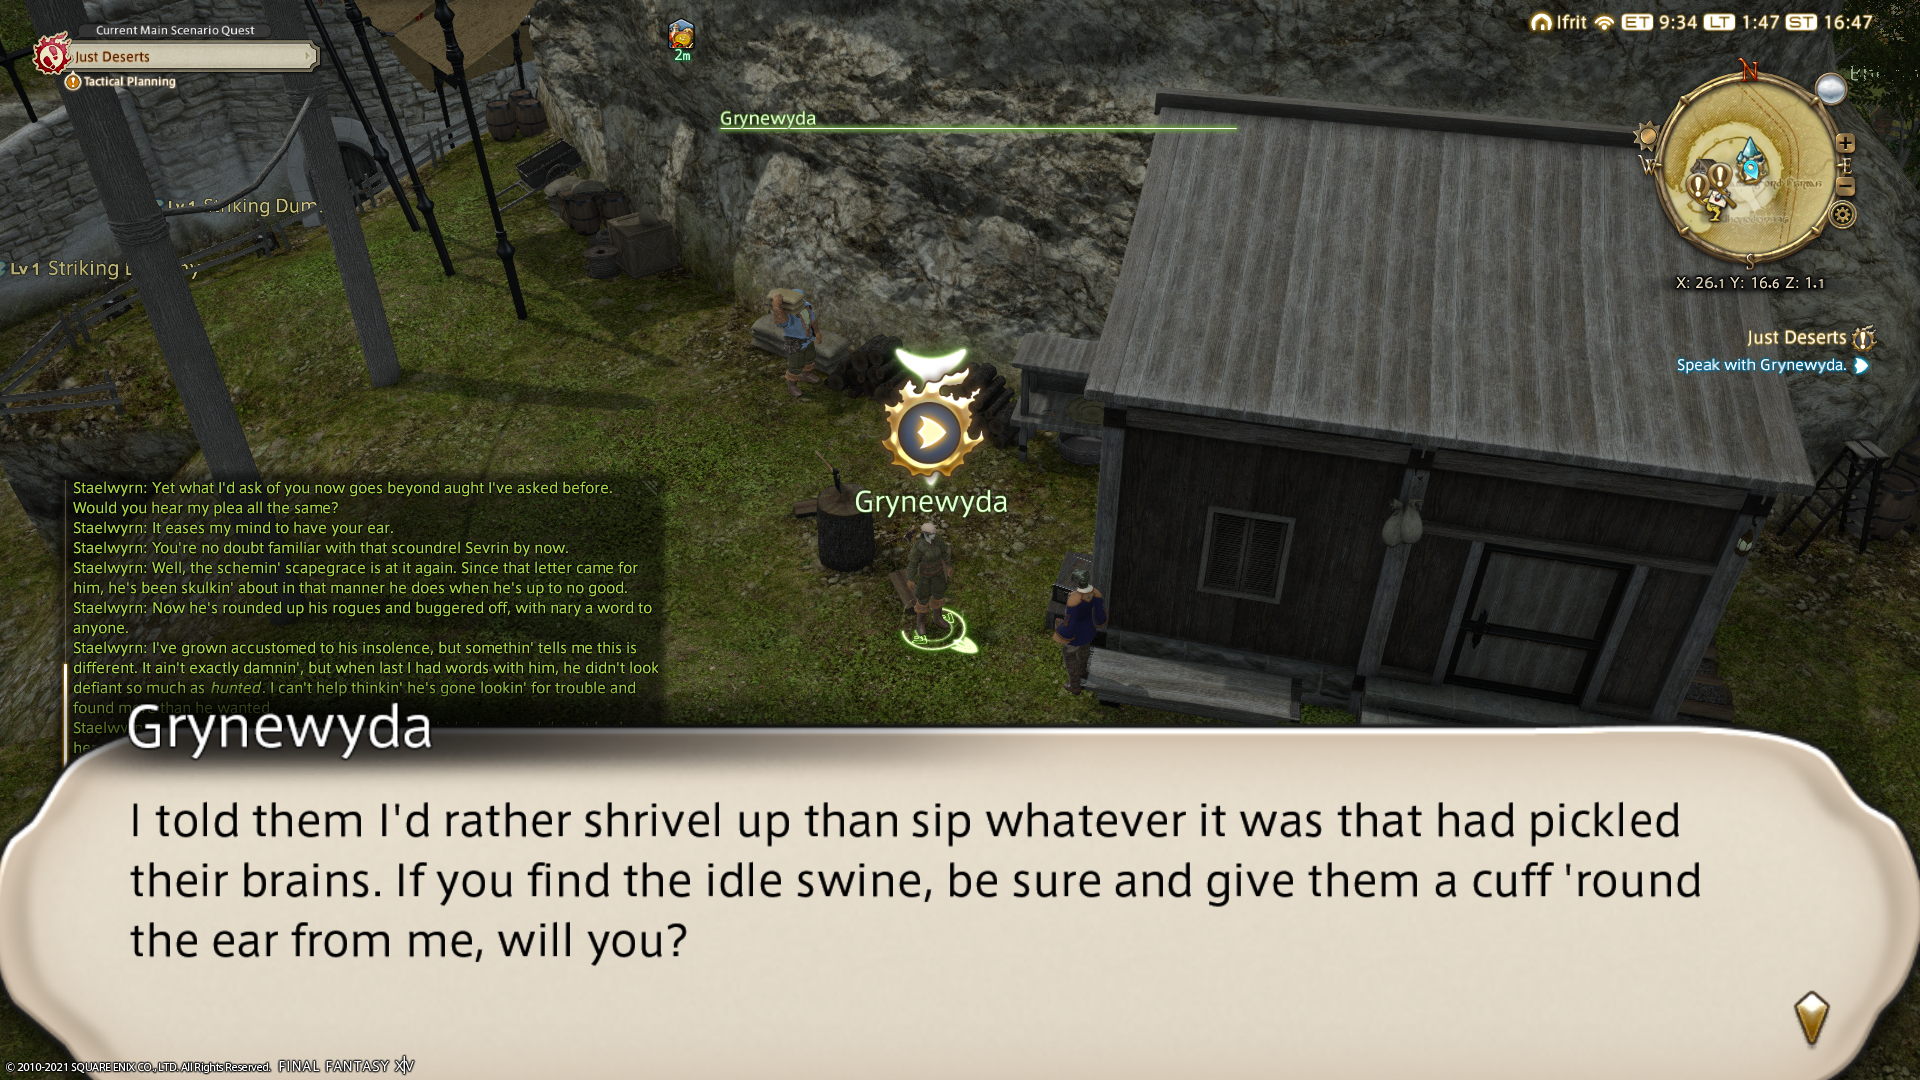 Current Main Scenario Quest
Just Deserts
Tactical Planning
2m
Ifrit ET 9:34 LT 1:47 ST 16:47
Grynewyda
N
W
E
S
X: 26.1 Y: 16.6 Z: 1.1
Lv1 Striking Dum
Lv1 Striking
Just Deserts
Speak with Grynewyda.
Grynewyda
Staelwyrn: Yet what I'd ask of you now goes beyond aught I've asked before.
Would you hear my plea all the same?
Staelwyrn: It eases my mind to have your ear.
Staelwyrn: You're no doubt familiar with that scoundrel Sevrin by now.
Staelwyrn: Well, the schemin' scapegrace is at it again. Since that letter came for
him, he's been skulkin' about in that manner he does when he's up to no good.
Staelwyrn: Now he's rounded up his rogues and buggered off, with nary a word to
anyone.
Staelwyrn: I've grown accustomed to his insolence, but somethin' tells me this is
different. It ain't exactly damnin', but when last I had words with him, he didn't look
defiant so much as hunted. I can't help thinkin' he's gone lookin' for trouble and
found more than he wanted.
Grynewyda
I told them I'd rather shrivel up than sip whatever it was that had pickled
their brains. If you find the idle swine, be sure and give them a cuff 'round
the ear from me, will you?
© 2010-2021 SQUARE ENIX CO., LTD. All Rights Reserved. FINAL FANTASY XIV